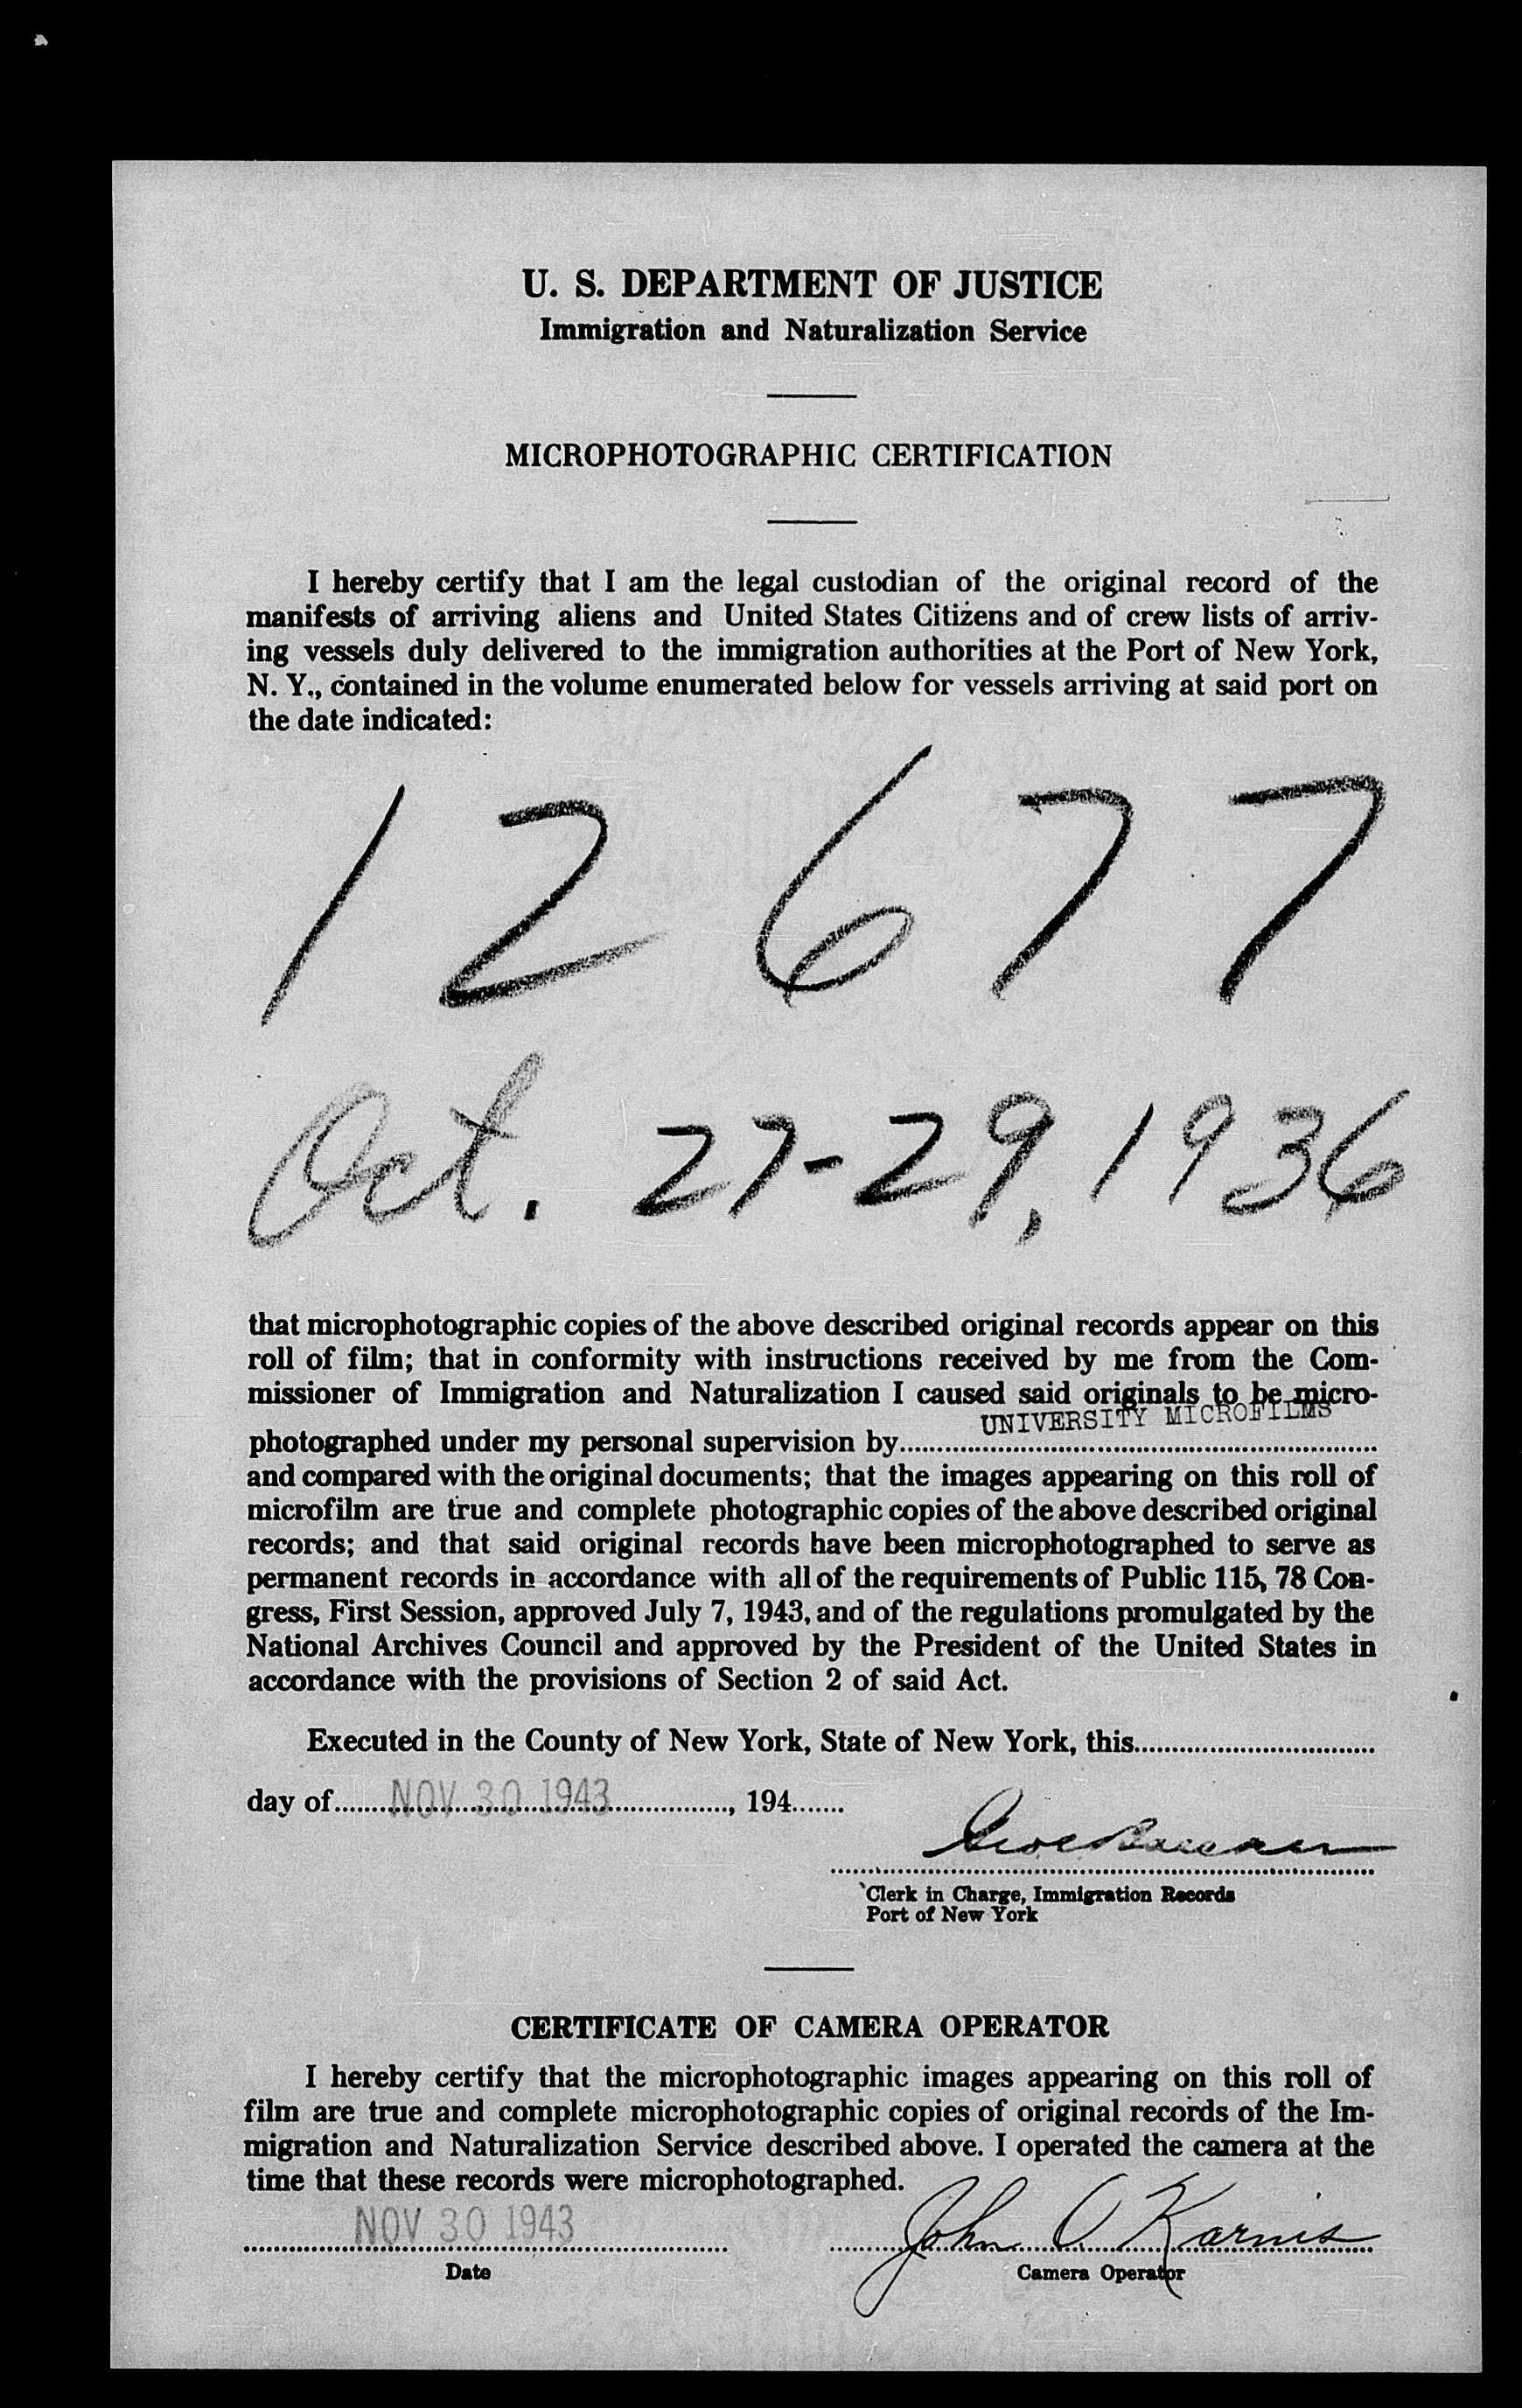 U. S. DEPARTMENT OF JUSTICE
Immigration and Naturalization Service
MICROPHOTOGRAPHIC CERTIFICATION
I hereby certify that I am the legal custodian of the original record of the
manifests of arriving aliens and United States Citizens and of crew lists of arriv-
ing vessels duly delivered to the immigration authorities at the Port of New York,
N. Y., contained in the volume enumerated below for vessels arriving at said port on
the date indicated:
12677
Oct. 27-29, 1936
that microphotographic copies of the above described original records appear on this
roll of film; that in conformity with instructions received by me from the Com-
missioner of Immigration and Naturalization I caused said originals to be micro-
UNIVERSITY MICROFILMS
photographed under my personal supervision by
and compared with the original documents; that the images appearing on this roll of
microfilm are true and complete photographic copies of the above described original
records; and that said original records have been microphotographed to serve as
permanent records in accordance with all of the requirements of Public 115, 78 Con-
gress, First Session, approved July 7, 1943, and of the regulations promulgated by the
National Archives Council and approved by the President of the United States in
accordance with the provisions of Section 2 of said Act.
Executed in the County of New York, State of New York, this
day of NOV 30 1943, 194
Clerk in Charge, Immigration Records
Port of New York
CERTIFICATE OF CAMERA OPERATOR
I hereby certify that the microphotographic images appearing on this roll of
film are true and complete microphotographic copies of original records of the Im-
migration and Naturalization Service described above. I operated the camera at the
time that these records were microphotographed.
NOV 30 1943 John O Karnis
Date Camera Operator